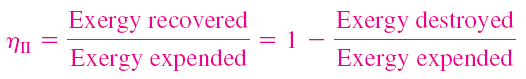 η_II = Exergy recovered / Exergy expended = 1 − Exergy destroyed / Exergy expended